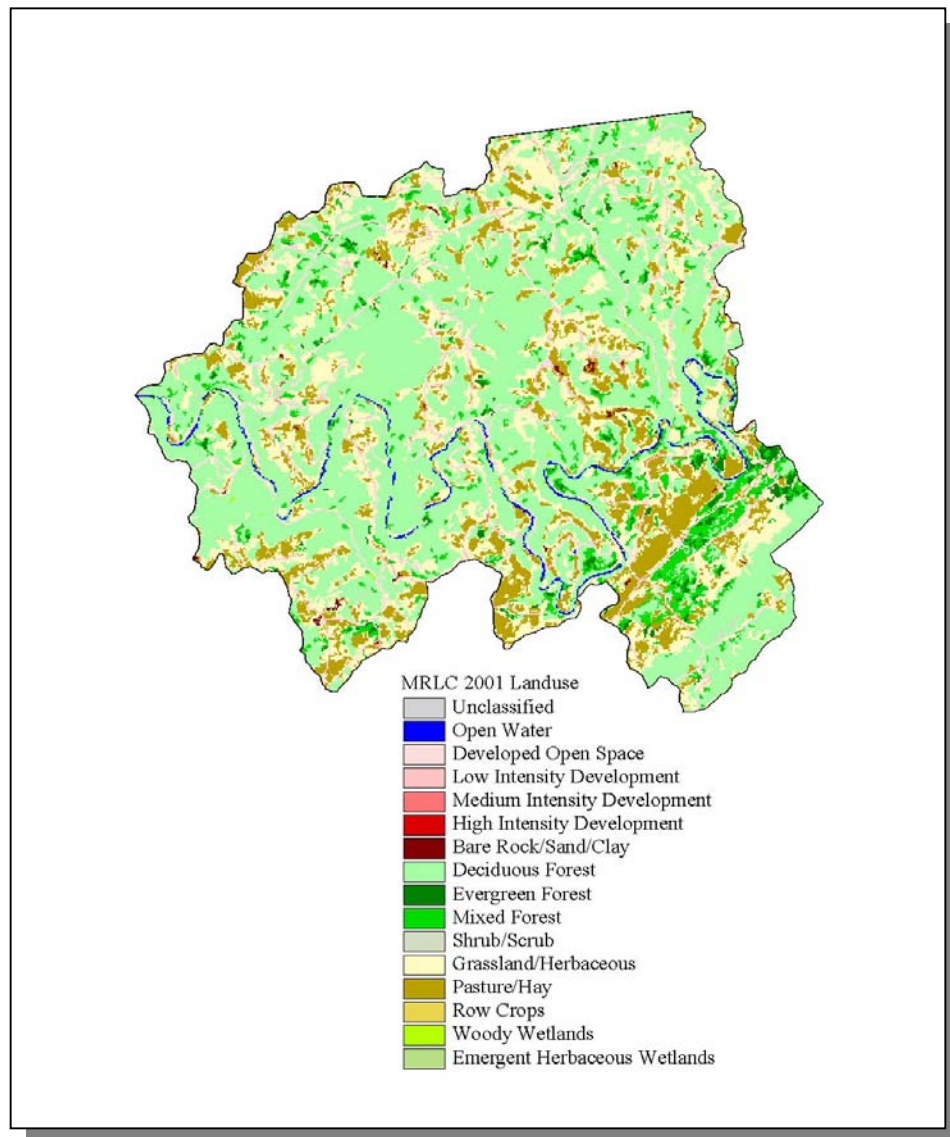 MRLC 2001 Landuse
Unclassified
Open Water
Developed Open Space
Low Intensity Development
Medium Intensity Development
High Intensity Development
Bare Rock/Sand/Clay
Deciduous Forest
Evergreen Forest
Mixed Forest
Shrub/Scrub
Grassland/Herbaceous
Pasture/Hay
Row Crops
Woody Wetlands
Emergent Herbaceous Wetlands